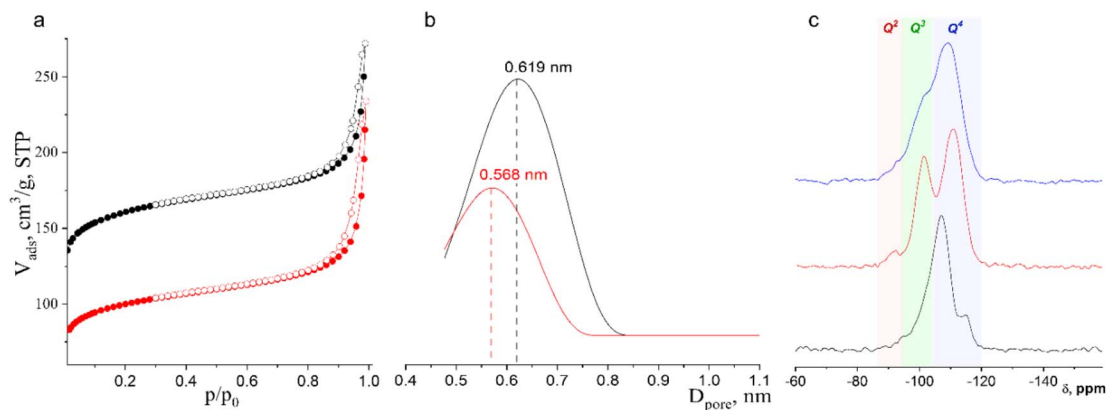 a
b
c
V_ads, cm³/g, STP
250
200
150
100
0.2 0.4 0.6 0.8 1.0
p/p₀
0.619 nm
0.568 nm
0.4 0.5 0.6 0.7 0.8 0.9 1.0 1.1
D_pore, nm
Q² Q³ Q⁴
-60 -80 -100 -120 -140
δ, ppm